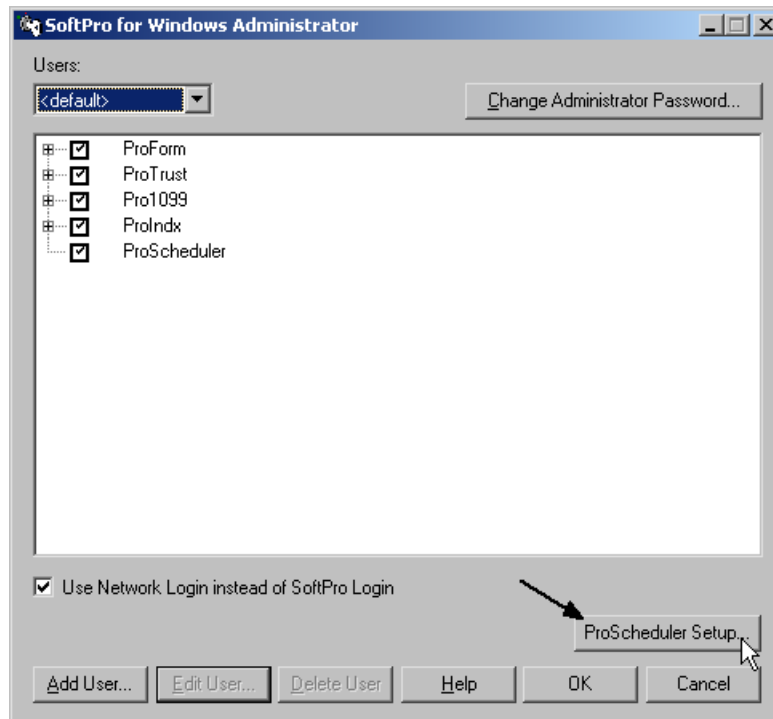 SoftPro for Windows Administrator
Users:
<default>
Change Administrator Password...
ProForm
ProTrust
Pro1099
ProIndx
ProScheduler
Use Network Login instead of SoftPro Login
ProScheduler Setup...
Add User... Edit User... Delete User Help OK Cancel